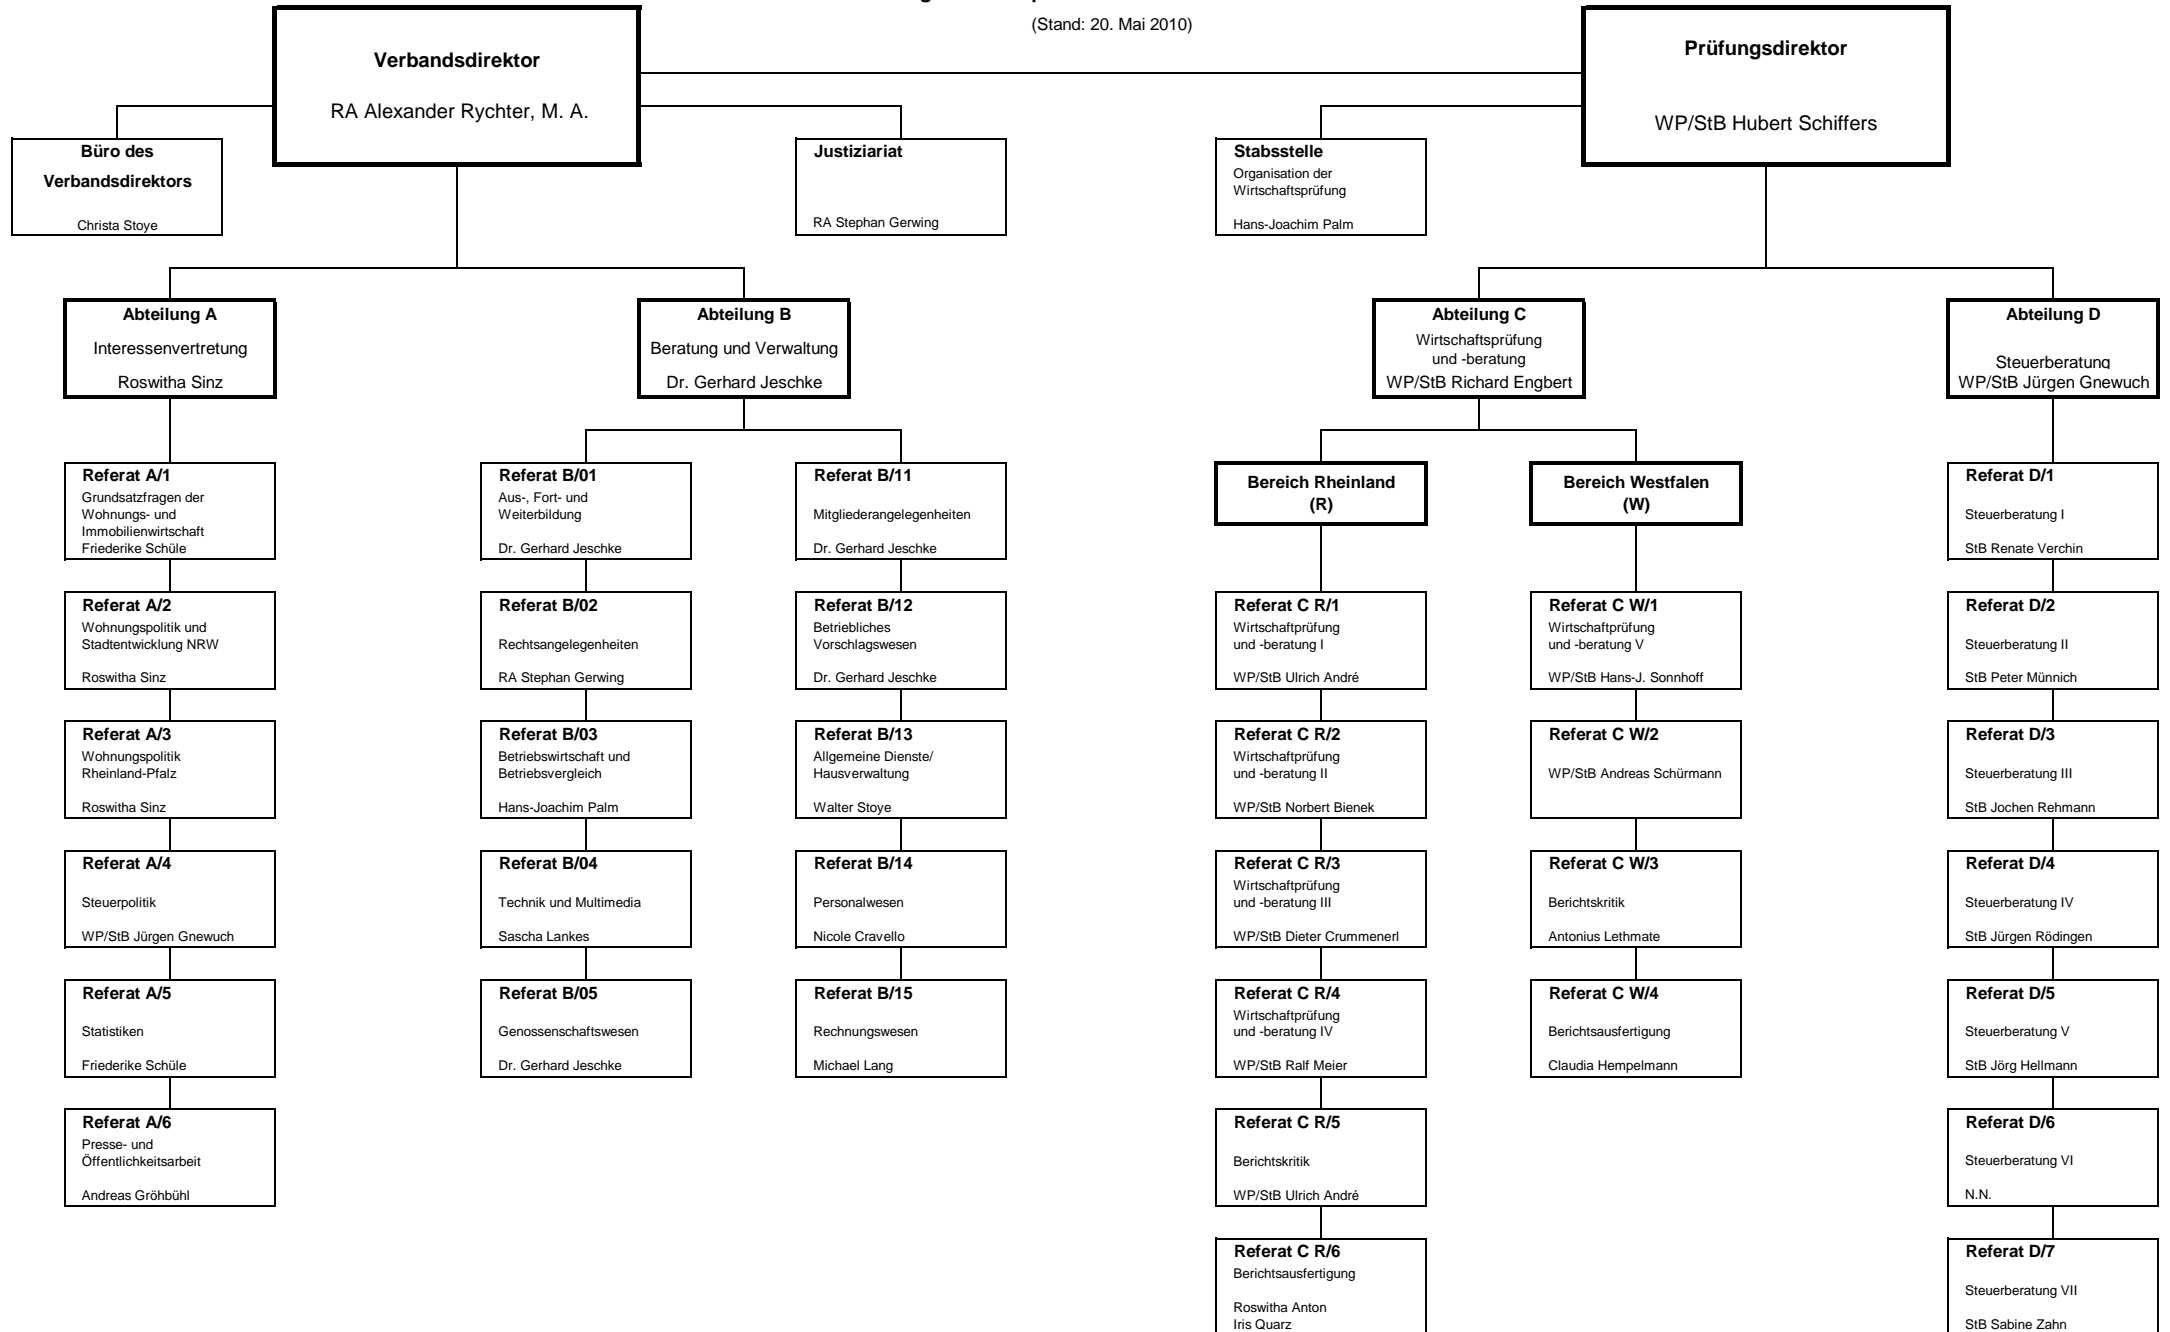 (Stand: 20. Mai 2010)
Verbandsdirektor
RA Alexander Rychter, M. A.
Prüfungsdirektor
WP/StB Hubert Schiffers
Büro des
Verbandsdirektors
Christa Stoye
Justiziariat
RA Stephan Gerwing
Stabsstelle
Organisation der
Wirtschaftsprüfung
Hans-Joachim Palm
Abteilung A
Interessenvertretung
Roswitha Sinz
Abteilung B
Beratung und Verwaltung
Dr. Gerhard Jeschke
Abteilung C
Wirtschaftsprüfung
und -beratung
WP/StB Richard Engbert
Abteilung D
Steuerberatung
WP/StB Jürgen Gnewuch
Referat A/1
Grundsatzfragen der
Wohnungs- und
Immobilienwirtschaft
Friederike Schüle
Referat B/01
Aus-, Fort- und
Weiterbildung
Dr. Gerhard Jeschke
Referat B/11
Mitgliederangelegenheiten
Dr. Gerhard Jeschke
Bereich Rheinland
(R)
Bereich Westfalen
(W)
Referat D/1
Steuerberatung I
StB Renate Verchin
Referat A/2
Wohnungspolitik und
Stadtentwicklung NRW
Roswitha Sinz
Referat B/02
Rechtsangelegenheiten
RA Stephan Gerwing
Referat B/12
Betriebliches
Vorschlagswesen
Dr. Gerhard Jeschke
Referat C R/1
Wirtschaftprüfung
und -beratung I
WP/StB Ulrich André
Referat C W/1
Wirtschaftprüfung
und -beratung V
WP/StB Hans-J. Sonnhoff
Referat D/2
Steuerberatung II
StB Peter Münnich
Referat A/3
Wohnungspolitik
Rheinland-Pfalz
Roswitha Sinz
Referat B/03
Betriebswirtschaft und
Betriebsvergleich
Hans-Joachim Palm
Referat B/13
Allgemeine Dienste/
Hausverwaltung
Walter Stoye
Referat C R/2
Wirtschaftprüfung
und -beratung II
WP/StB Norbert Bienek
Referat C W/2
WP/StB Andreas Schürmann
Referat D/3
Steuerberatung III
StB Jochen Rehmann
Referat A/4
Steuerpolitik
WP/StB Jürgen Gnewuch
Referat B/04
Technik und Multimedia
Sascha Lankes
Referat B/14
Personalwesen
Nicole Cravello
Referat C R/3
Wirtschaftprüfung
und -beratung III
WP/StB Dieter Crummenerl
Referat C W/3
Berichtskritik
Antonius Lethmate
Referat D/4
Steuerberatung IV
StB Jürgen Rödingen
Referat A/5
Statistiken
Friederike Schüle
Referat B/05
Genossenschaftswesen
Dr. Gerhard Jeschke
Referat B/15
Rechnungswesen
Michael Lang
Referat C R/4
Wirtschaftprüfung
und -beratung IV
WP/StB Ralf Meier
Referat C W/4
Berichtsausfertigung
Claudia Hempelmann
Referat D/5
Steuerberatung V
StB Jörg Hellmann
Referat A/6
Presse- und
Öffentlichkeitsarbeit
Andreas Gröhbühl
Referat C R/5
Berichtskritik
WP/StB Ulrich André
Referat D/6
Steuerberatung VI
N.N.
Referat C R/6
Berichtsausfertigung
Roswitha Anton
Iris Quarz
Referat D/7
Steuerberatung VII
StB Sabine Zahn